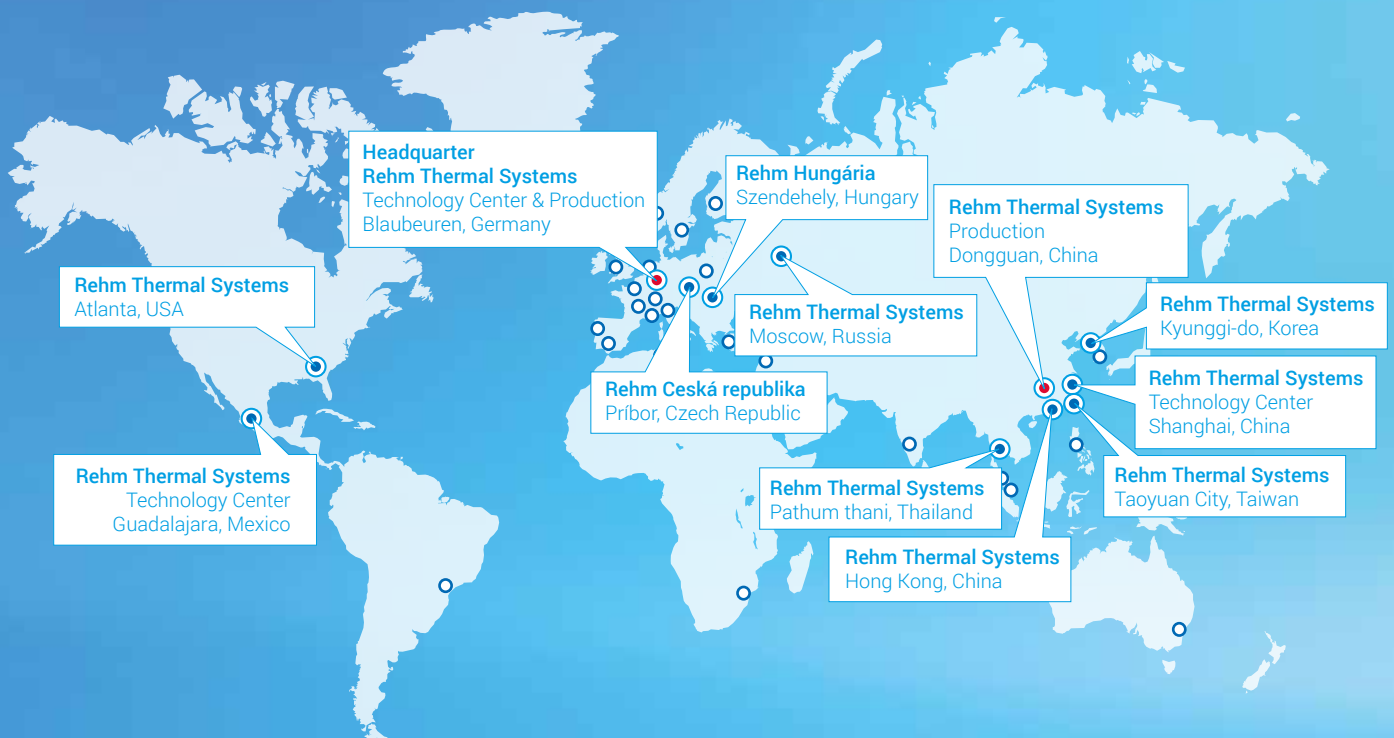 Headquarter
Rehm Thermal Systems
Technology Center & Production
Blaubeuren, Germany
Rehm Hungária
Szendehely, Hungary
Rehm Thermal Systems
Production
Dongguan, China
Rehm Thermal Systems
Atlanta, USA
Rehm Thermal Systems
Moscow, Russia
Rehm Thermal Systems
Kyunggi-do, Korea
Rehm Ceská republika
Príbor, Czech Republic
Rehm Thermal Systems
Technology Center
Shanghai, China
Rehm Thermal Systems
Technology Center
Guadalajara, Mexico
Rehm Thermal Systems
Pathum thani, Thailand
Rehm Thermal Systems
Taoyuan City, Taiwan
Rehm Thermal Systems
Hong Kong, China